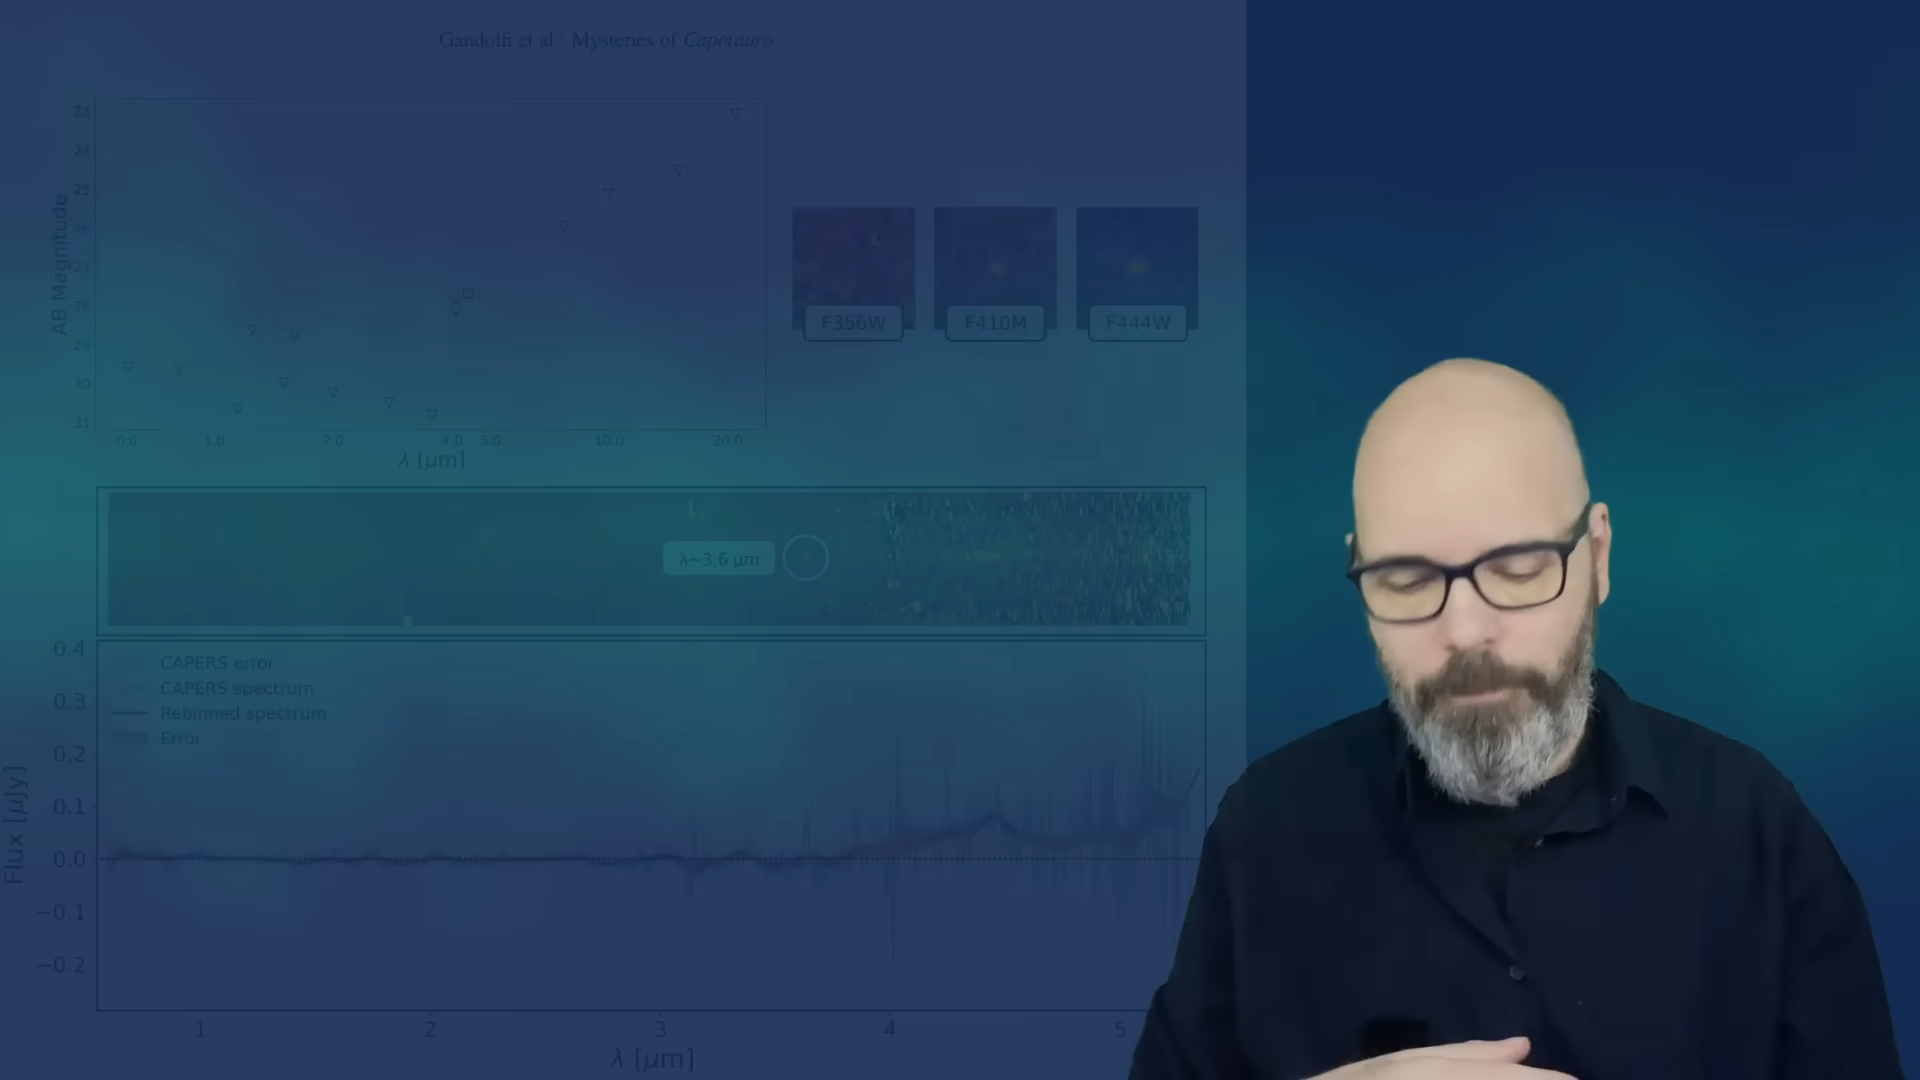 Gandolfi et al.: Mysteries of Capotauro
23
24
25
26
27
28
29
30
31
AB Magnitude
0.6 1.0 2.0 4.0 5.0 10.0 20.0
λ [μm]
F356W F410M F444W
λ~3.6 μm
0.4
0.3
0.2
0.1
0.0
−0.1
−0.2
Flux [μJy]
CAPERS error
CAPERS spectrum
Rebinned spectrum
Error
1 2 3 4 5
λ [μm]